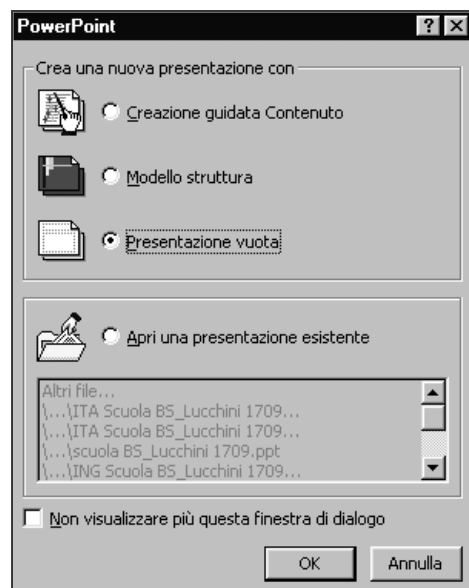 PowerPoint
Crea una nuova presentazione con
Creazione guidata Contenuto
Modello struttura
Presentazione vuota
Apri una presentazione esistente
Altri file...
\...\ITA Scuola BS_Lucchini 1709...
\...\ITA Scuola BS_Lucchini 1709...
\...\scuola BS_Lucchini 1709.ppt
\...\ING Scuola BS_Lucchini 1709...
Non visualizzare più questa finestra di dialogo
OK Annulla